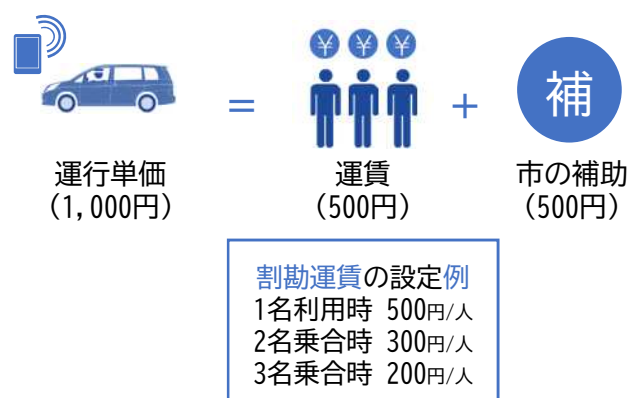 ¥ ¥ ¥
補
= +
運行単価 運賃 市の補助
(1,000円) (500円) (500円)
割勘運賃の設定例
1名利用時 500円/人
2名乗合時 300円/人
3名乗合時 200円/人